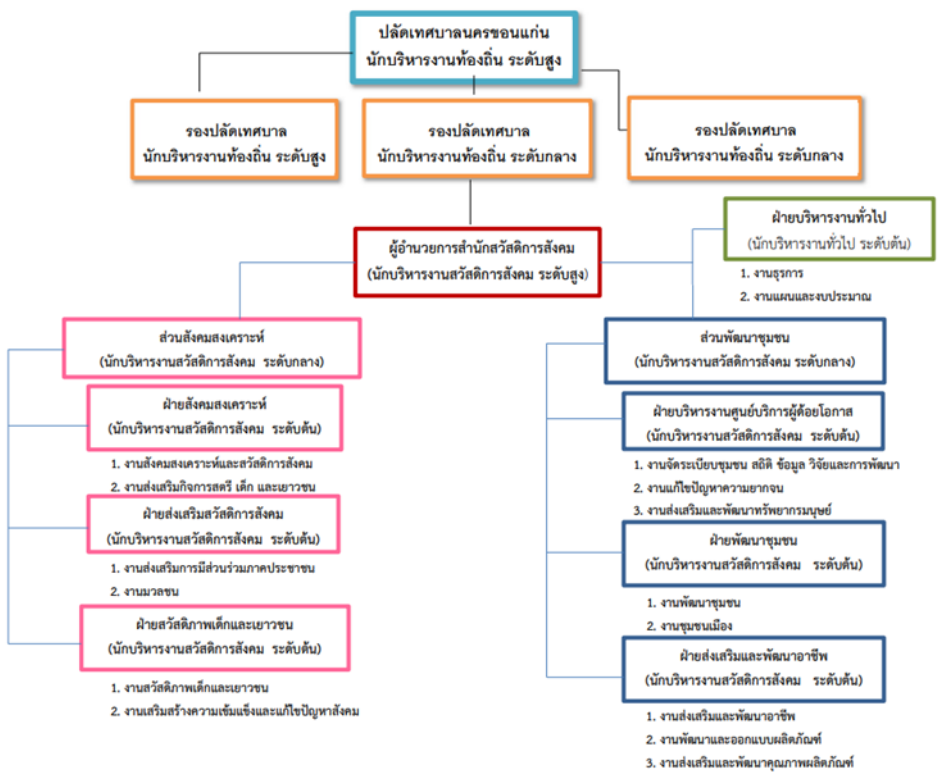 ปลัดเทศบาลนครขอนแก่น
นักบริหารงานท้องถิ่น ระดับสูง
รองปลัดเทศบาล
นักบริหารงานท้องถิ่น ระดับสูง
รองปลัดเทศบาล
นักบริหารงานท้องถิ่น ระดับกลาง
รองปลัดเทศบาล
นักบริหารงานท้องถิ่น ระดับกลาง
ผู้อำนวยการสำนักสวัสดิการสังคม
(นักบริหารงานสวัสดิการสังคม ระดับสูง)
ฝ่ายบริหารงานทั่วไป
(นักบริหารงานทั่วไป ระดับต้น)
1. งานธุรการ
2. งานแผนและงบประมาณ
ส่วนสังคมสงเคราะห์
(นักบริหารงานสวัสดิการสังคม ระดับกลาง)
ฝ่ายสังคมสงเคราะห์
(นักบริหารงานสวัสดิการสังคม ระดับต้น)
1. งานสังคมสงเคราะห์และสวัสดิการสังคม
2. งานส่งเสริมกิจการสตรี เด็ก และเยาวชน
ฝ่ายส่งเสริมสวัสดิการสังคม
(นักบริหารงานสวัสดิการสังคม ระดับต้น)
1. งานส่งเสริมการมีส่วนร่วมภาคประชาชน
2. งานมวลชน
ฝ่ายสวัสดิภาพเด็กและเยาวชน
(นักบริหารงานสวัสดิการสังคม ระดับต้น)
1. งานสวัสดิภาพเด็กและเยาวชน
2. งานเสริมสร้างความเข้มแข็งและแก้ไขปัญหาสังคม
ส่วนพัฒนาชุมชน
(นักบริหารงานสวัสดิการสังคม ระดับกลาง)
ฝ่ายบริหารงานศูนย์บริการผู้ด้อยโอกาส
(นักบริหารงานสวัสดิการสังคม ระดับต้น)
1. งานจัดระเบียบชุมชน สถิติ ข้อมูล วิจัยและการพัฒนา
2. งานแก้ไขปัญหาความยากจน
3. งานส่งเสริมและพัฒนาทรัพยากรมนุษย์
ฝ่ายพัฒนาชุมชน
(นักบริหารงานสวัสดิการสังคม ระดับต้น)
1. งานพัฒนาชุมชน
2. งานชุมชนเมือง
ฝ่ายส่งเสริมและพัฒนาอาชีพ
(นักบริหารงานสวัสดิการสังคม ระดับต้น)
1. งานส่งเสริมและพัฒนาอาชีพ
2. งานพัฒนาและออกแบบผลิตภัณฑ์
3. งานส่งเสริมและพัฒนาคุณภาพผลิตภัณฑ์